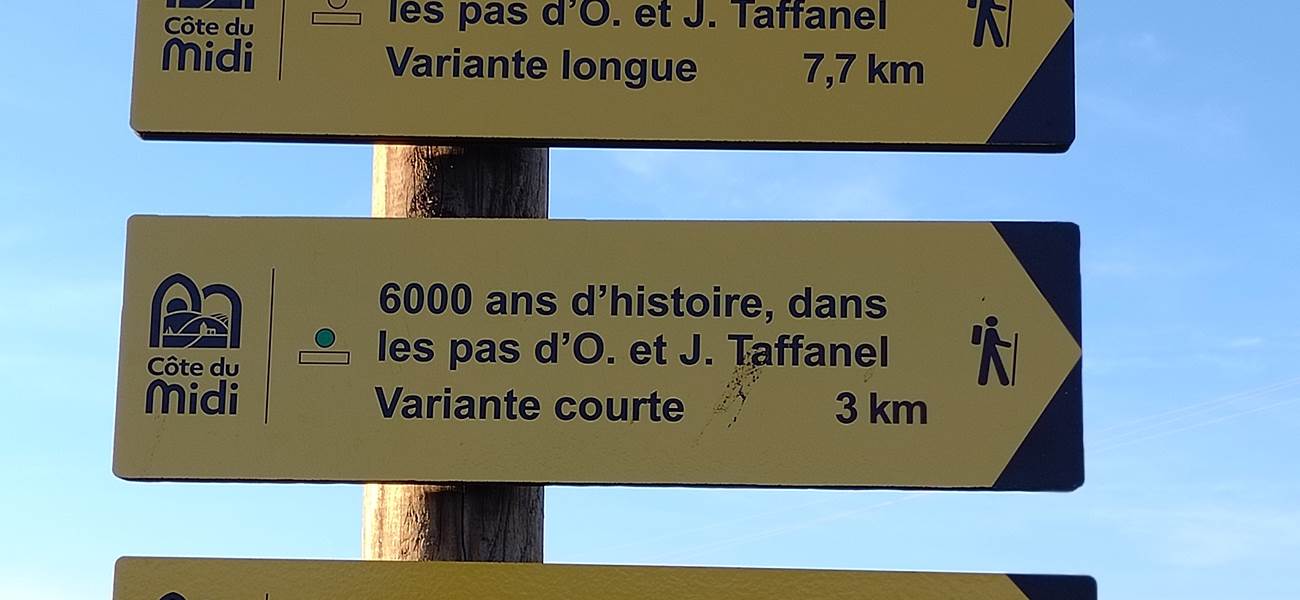 Côte du
Midi
les pas d'O. et J. Taffanel
Variante longue 7,7 km
Côte du
Midi
6000 ans d'histoire, dans
les pas d'O. et J. Taffanel
Variante courte 3 km